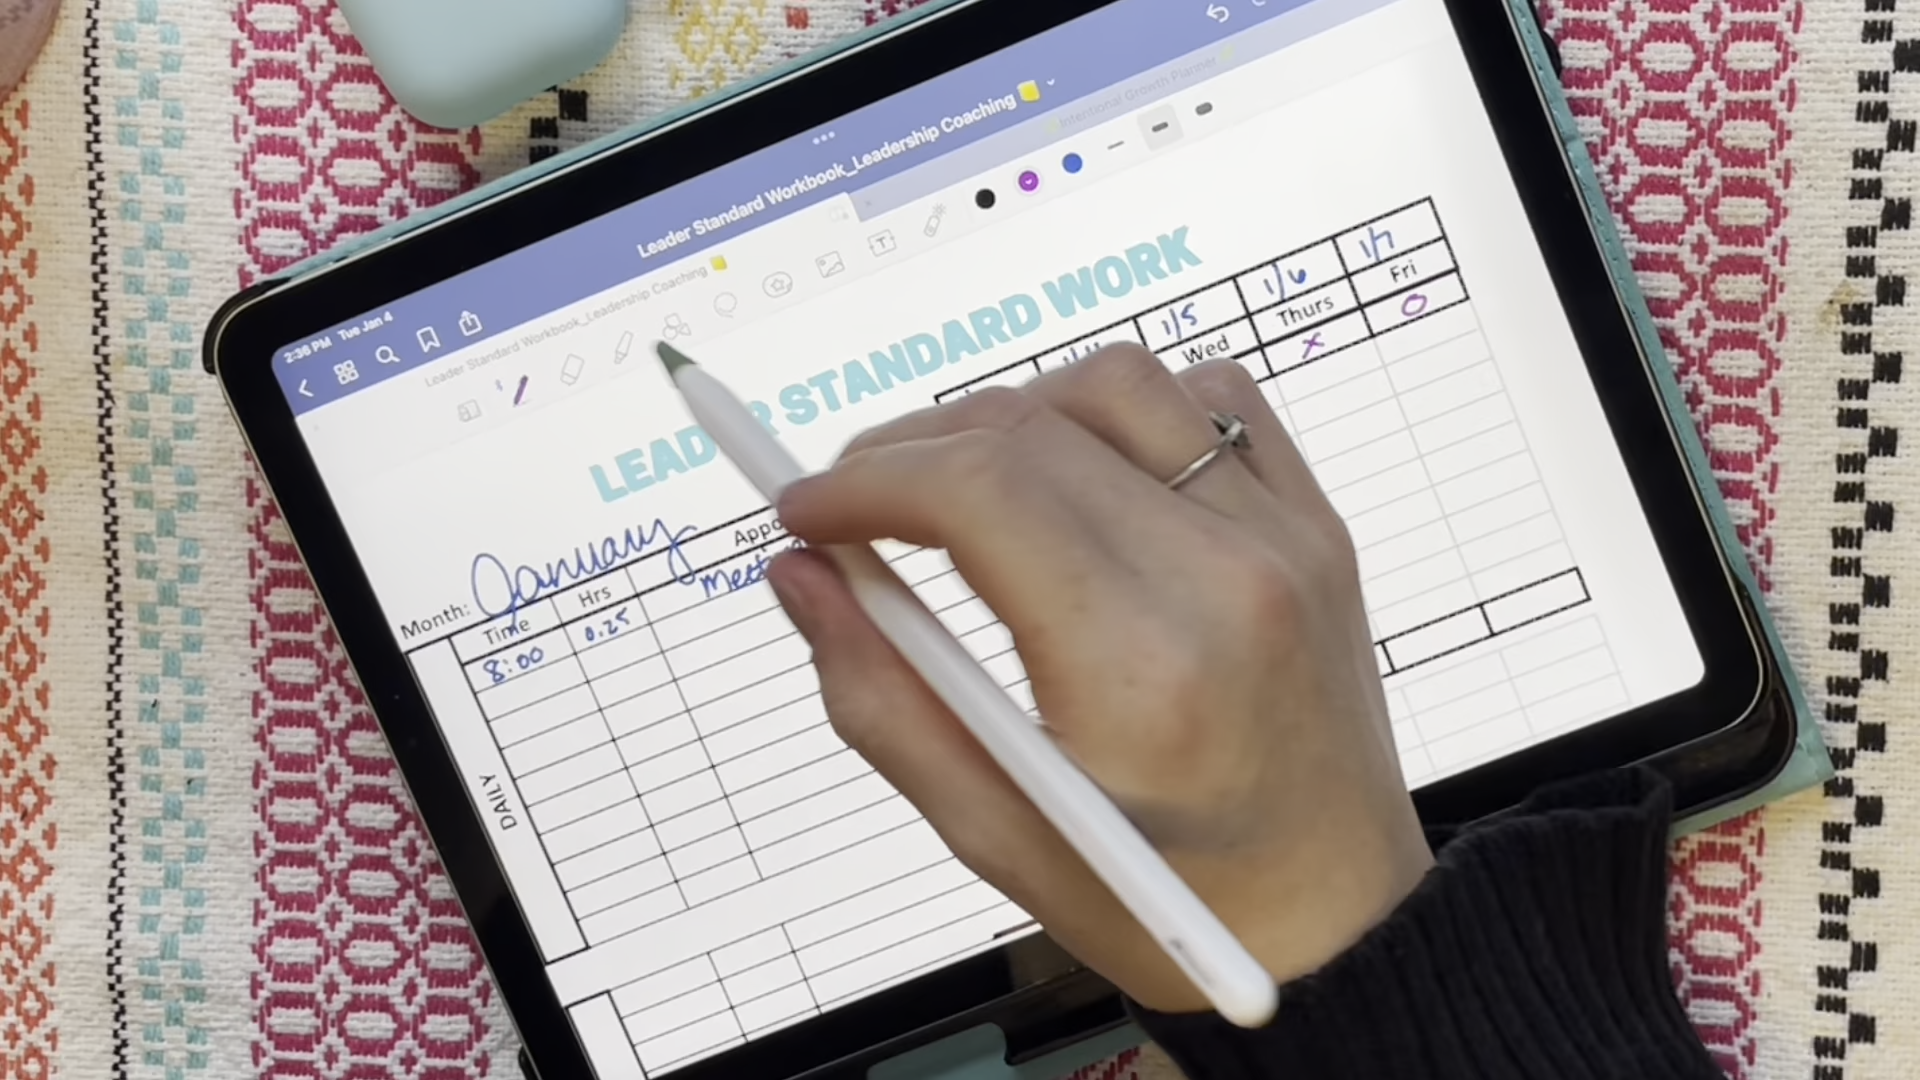 2:36 PM Tue Jan 4
Leader Standard Workbook_Leadership Coaching
Leader Standard Workbook_Leadership Coaching
Intentional Growth Planner
LEADER STANDARD WORK
1/5 1/6 1/7
Wed Thurs Fri
X O
Month: January
Time Hrs
8:00 0.25
DAILY